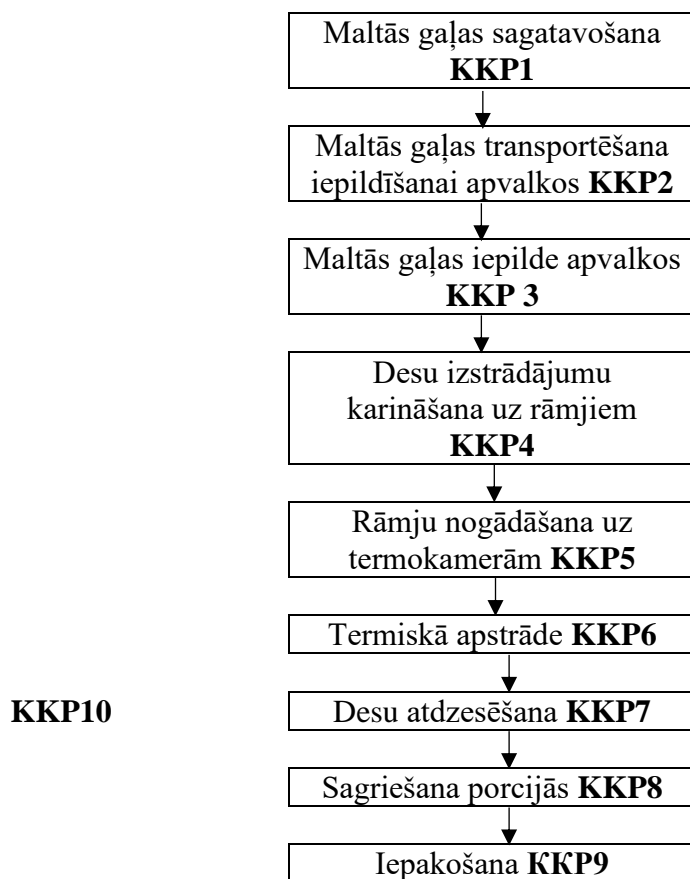 Maltās gaļas sagatavošana
KKP1
Maltās gaļas transportēšana
iepildīšanai apvalkos KKP2
Maltās gaļas iepilde apvalkos
KKP 3
Desu izstrādājumu
karināšana uz rāmjiem
KKP4
Rāmju nogādāšana uz
termokamerām KKP5
Termiskā apstrāde KKP6
KKP10
Desu atdzesēšana KKP7
Sagriešana porcijās KKP8
Iepakošana ККР9